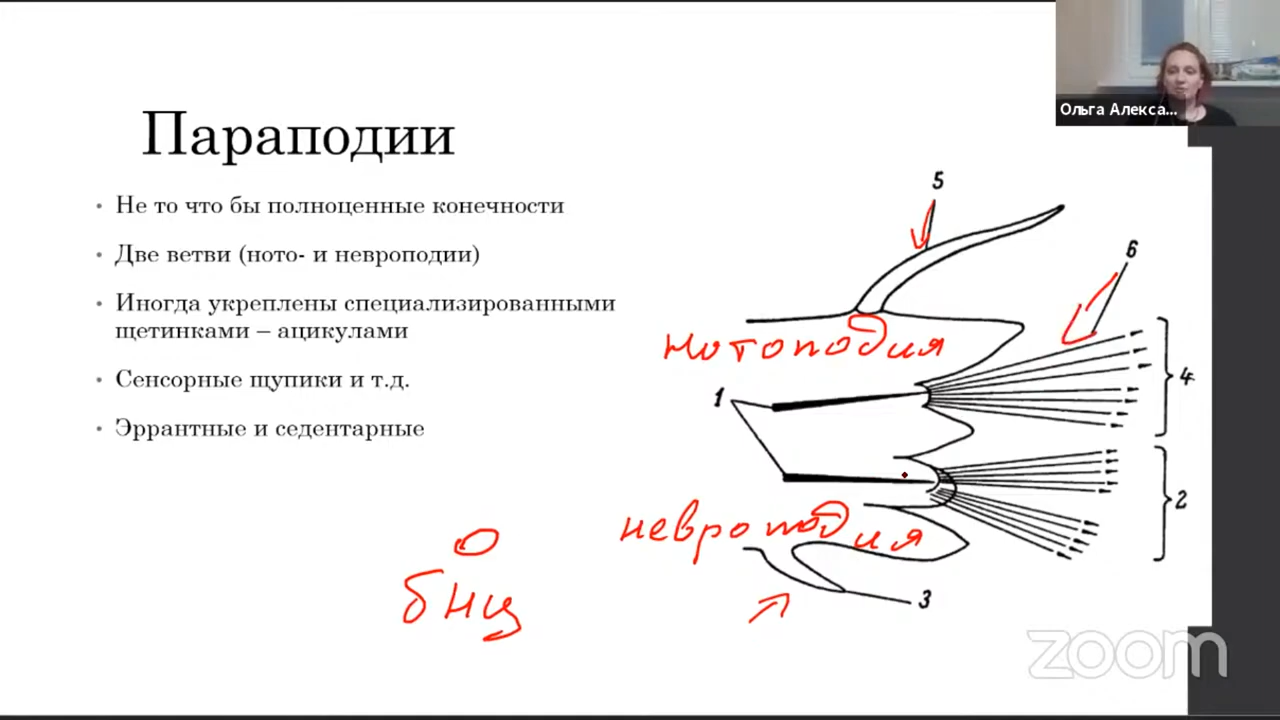 Ольга Алекса...
Параподии
• Не то что бы полноценные конечности
• Две ветви (ното- и невроподии)
• Иногда укреплены специализированными
щетинками – ацикулами
• Сенсорные щупики и т.д.
• Эррантные и седентарные
5
6
нотоподия
4
1
2
невроподия
3
бнц
zoom